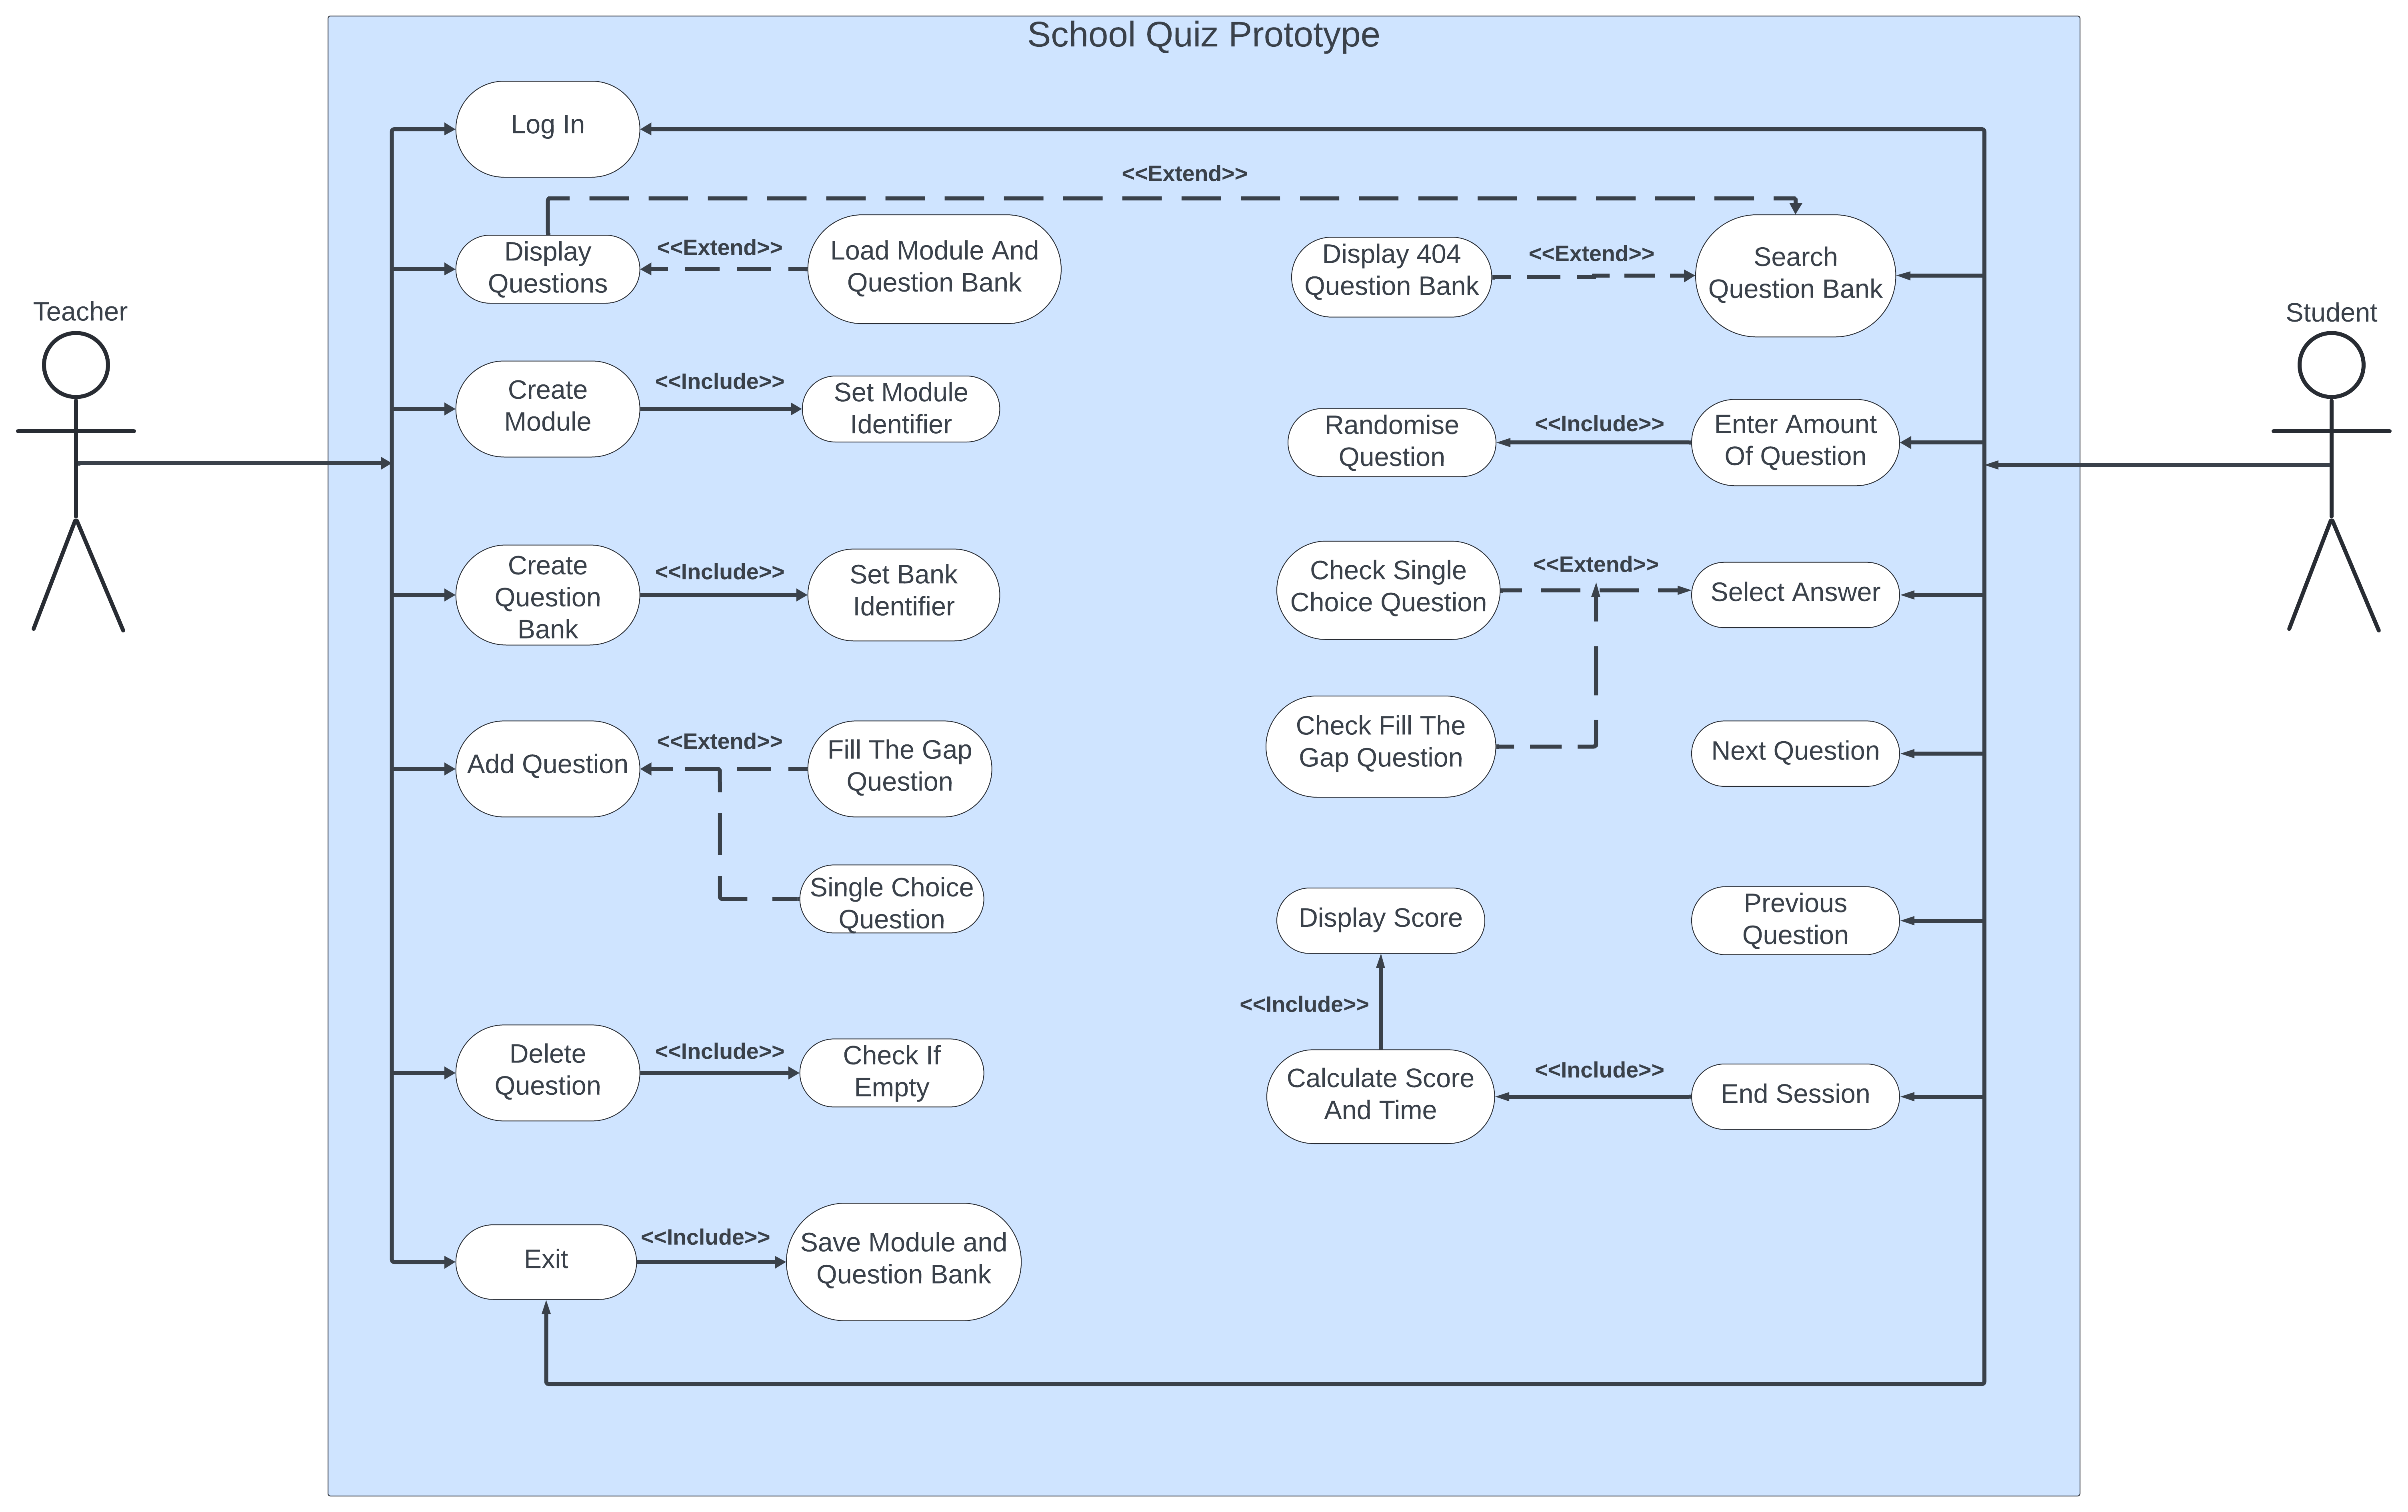 School Quiz Prototype
Log In
<<Extend>>
Display
Questions
<<Extend>>
Load Module And
Question Bank
Display 404
Question Bank
<<Extend>>
Search
Question Bank
Teacher
Student
Create
Module
<<Include>>
Set Module
Identifier
Randomise
Question
<<Include>>
Enter Amount
Of Question
Create
Question
Bank
<<Include>>
Set Bank
Identifier
Check Single
Choice Question
<<Extend>>
Select Answer
Add Question
<<Extend>>
Fill The Gap
Question
Check Fill The
Gap Question
Next Question
Single Choice
Question
Display Score
Previous
Question
<<Include>>
Delete
Question
<<Include>>
Check If
Empty
Calculate Score
And Time
<<Include>>
End Session
Exit
<<Include>>
Save Module and
Question Bank